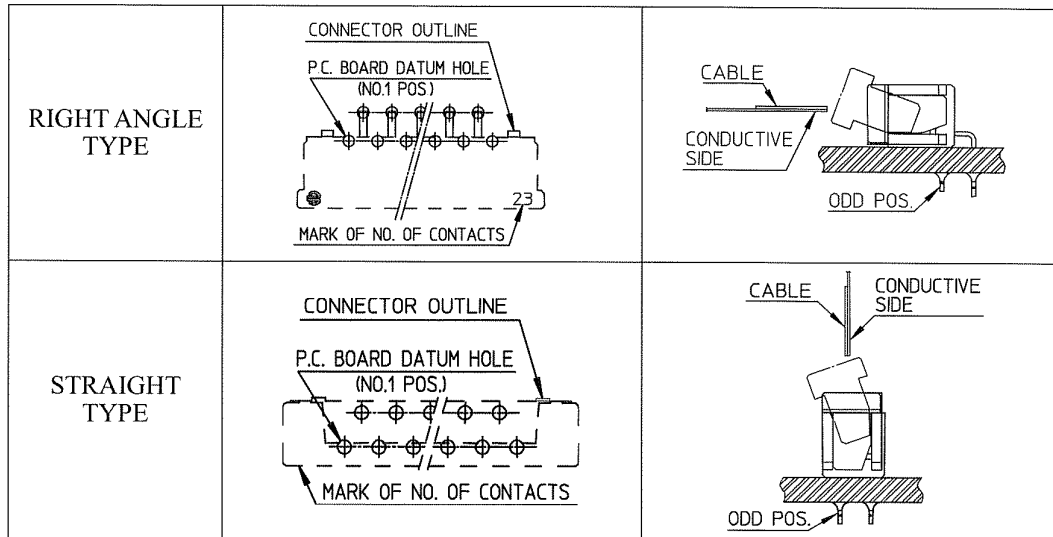 RIGHT ANGLE
TYPE
CONNECTOR OUTLINE
P.C. BOARD DATUM HOLE
(NO.1 POS)
23
MARK OF NO. OF CONTACTS
CABLE
CONDUCTIVE
SIDE
ODD POS.
STRAIGHT
TYPE
CONNECTOR OUTLINE
P.C. BOARD DATUM HOLE
(NO.1 POS.)
MARK OF NO. OF CONTACTS
CABLE
CONDUCTIVE
SIDE
ODD POS.